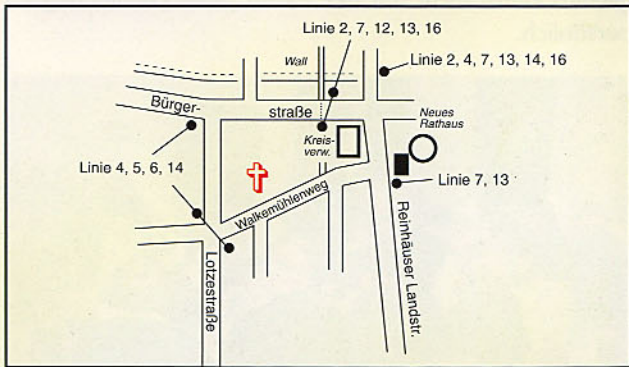 Linie 2, 7, 12, 13, 16
Wall
Linie 2, 4, 7, 13, 14, 16
Bürger-
straße
Neues
Rathaus
Kreis-
verw.
Linie 4, 5, 6, 14
Linie 7, 13
Walkemühlenweg
Lotzestraße
Reinhäuser Landstr.